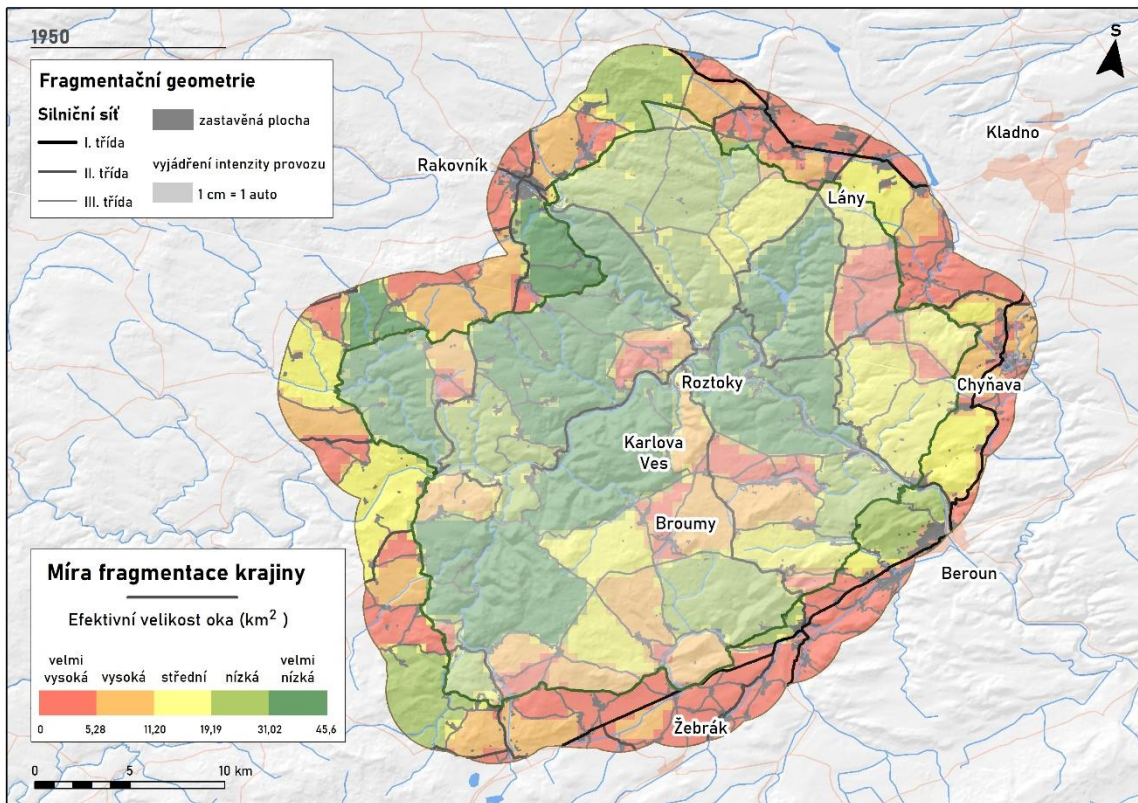 1950
Fragmentační geometrie
Silniční síť
I. třída
II. třída
III. třída
zastavěná plocha
vyjádření intenzity provozu
1 cm = 1 auto
S
Kladno
Rakovník
Lány
Roztoky
Chyňava
Karlova
Ves
Broumy
Beroun
Žebrák
Míra fragmentace krajiny
Efektivní velikost oka (km² )
velmi vysoká vysoká střední nízká velmi nízká
0 5,28 11,20 19,19 31,02 45,6
0 5 10 km